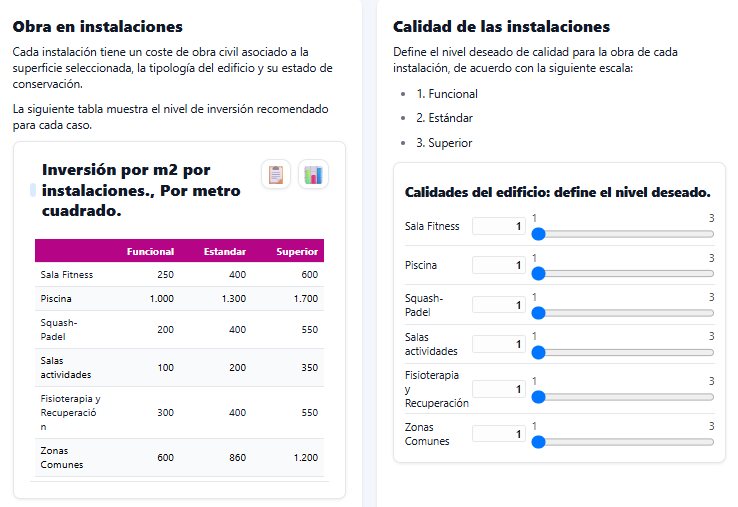 Obra en instalaciones
Cada instalación tiene un coste de obra civil asociado a la
superficie seleccionada, la tipología del edificio y su estado de
conservación.
La siguiente tabla muestra el nivel de inversión recomendado
para cada caso.
Inversión por m2 por
instalaciones., Por metro
cuadrado.
Funcional Estandar Superior
Sala Fitness 250 400 600
Piscina 1.000 1.300 1.700
Squash-
Padel 200 400 550
Salas
actividades 100 200 350
Fisioterapia y
Recuperació
n 300 400 550
Zonas
Comunes 600 860 1.200
Calidad de las instalaciones
Define el nivel deseado de calidad para la obra de cada
instalación, de acuerdo con la siguiente escala:
1. Funcional
2. Estándar
3. Superior
Calidades del edificio: define el nivel deseado.
Sala Fitness 1 1 3
Piscina 1 1 3
Squash-
Padel 1 1 3
Salas
actividades 1 1 3
Fisioterapia
y
Recuperación 1 1 3
Zonas
Comunes 1 1 3